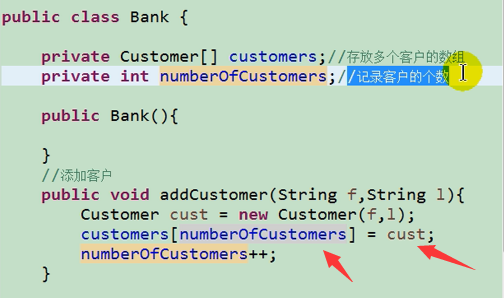 public class Bank {
private Customer[] customers;//存放多个客户的数组
private int numberOfCustomers;//记录客户的个数
public Bank(){
}
//添加客户
public void addCustomer(String f,String l){
Customer cust = new Customer(f,l);
customers[numberOfCustomers] = cust;
numberOfCustomers++;
}